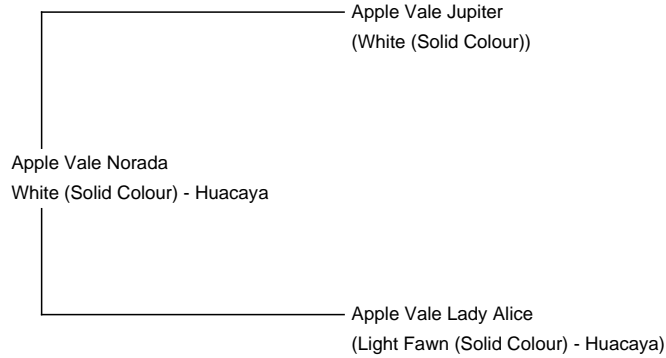 Apple Vale Jupiter
(White (Solid Colour))
Apple Vale Norada
White (Solid Colour) - Huacaya
Apple Vale Lady Alice
(Light Fawn (Solid Colour) - Huacaya)